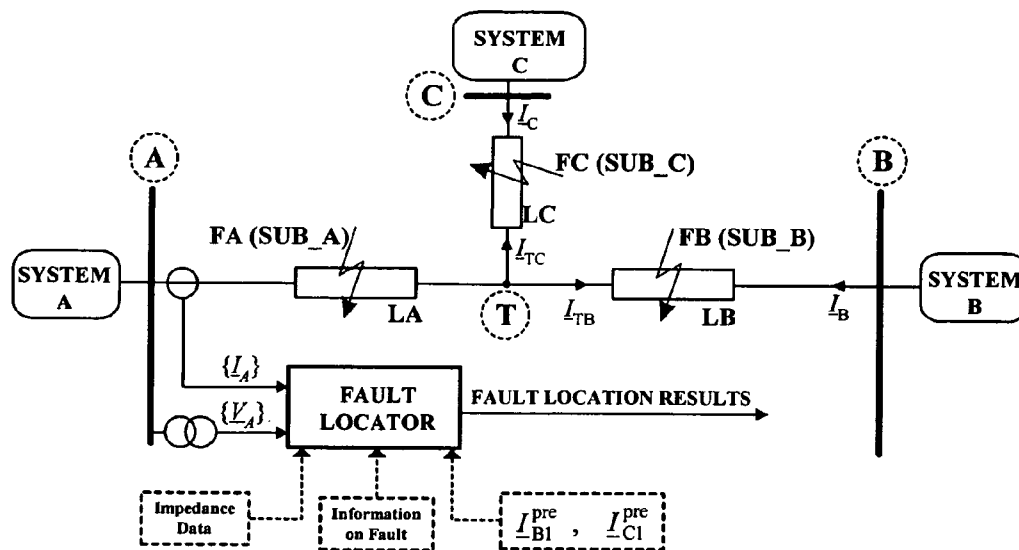 SYSTEM
C
C
I_C
A
FC (SUB_C)
B
LC
FA (SUB_A)
I_TC
FB (SUB_B)
SYSTEM
A
SYSTEM
B
LA
T
I_TB
LB
I_B
{I_A}
FAULT
LOCATOR
FAULT LOCATION RESULTS
{V_A}.
Impedance
Data
Information
on Fault
I_B1^pre , I_C1^pre